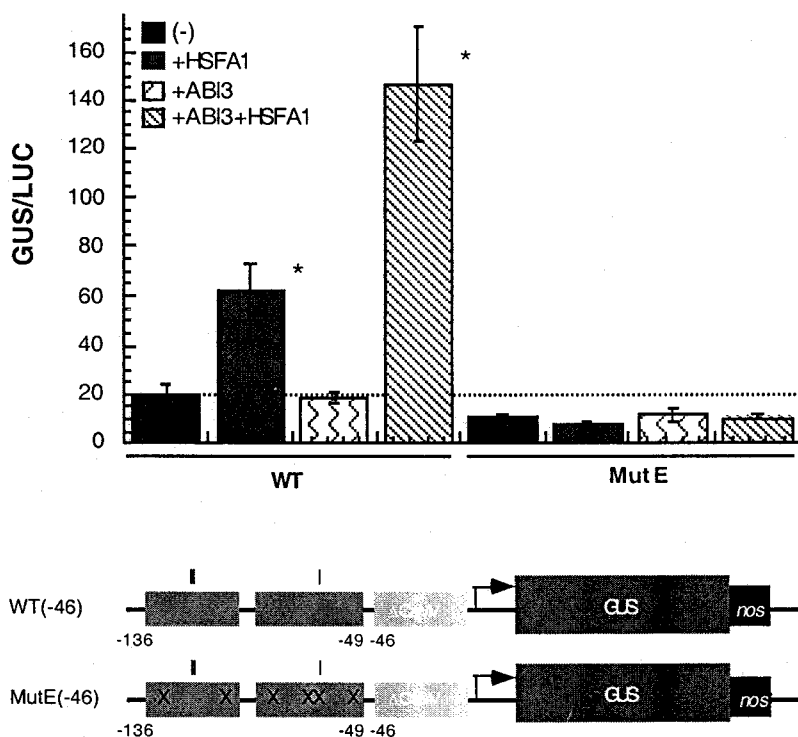 (-)
+HSFA1
+ABI3
+ABI3+HSFA1
*
*
GUS/LUC
160
140
120
100
80
60
40
20
0
WT
Mut E
WT(-46)
GUS
nos
-136
-49 -46
MutE(-46)
X X X XX X
GUS
nos
-136
-49 -46